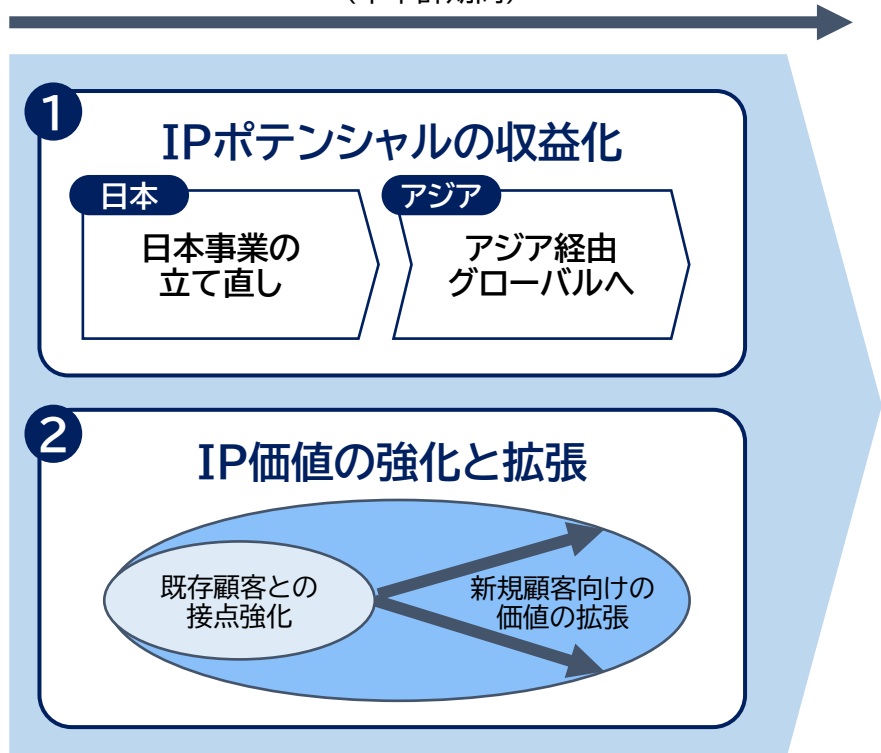 1
IPポテンシャルの収益化
日本
アジア
日本事業の
立て直し
アジア経由
グローバルへ
2
IP価値の強化と拡張
既存顧客との
接点強化
新規顧客向けの
価値の拡張